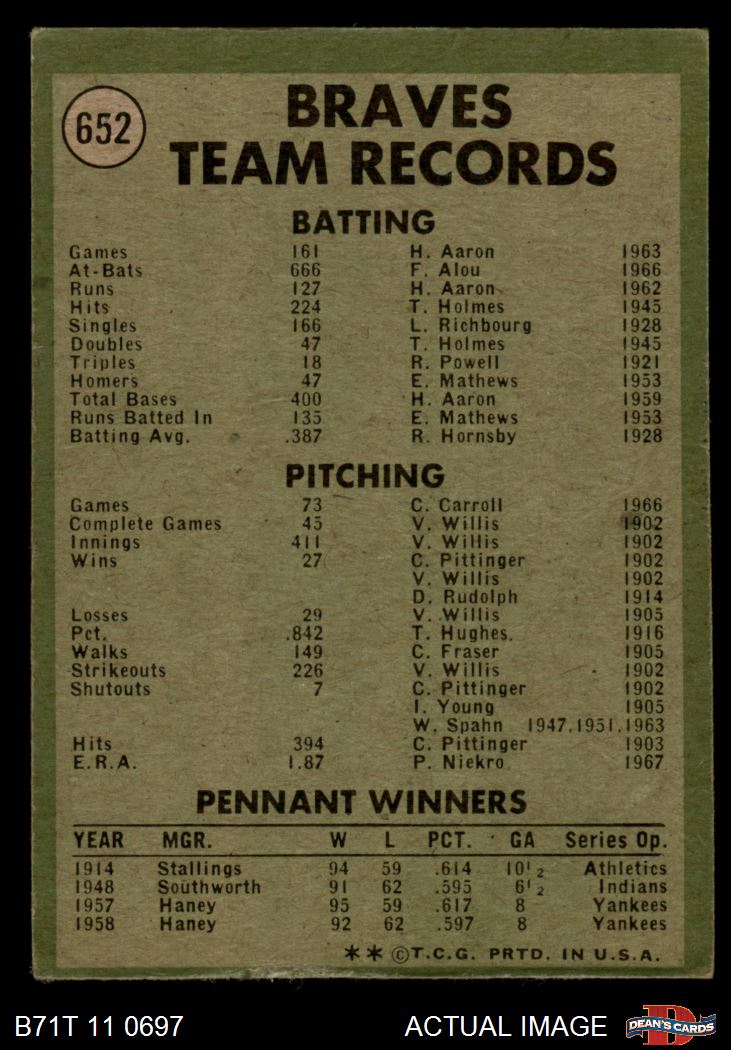 652
BRAVES
TEAM RECORDS
BATTING
Games 161 H. Aaron 1963
At-Bats 666 F. Alou 1966
Runs 127 H. Aaron 1962
Hits 224 T. Holmes 1945
Singles 166 L. Richbourg 1928
Doubles 47 T. Holmes 1945
Triples 18 R. Powell 1921
Homers 47 E. Mathews 1953
Total Bases 400 H. Aaron 1959
Runs Batted In 135 E. Mathews 1953
Batting Avg. .387 R. Hornsby 1928
PITCHING
Games 73 C. Carroll 1966
Complete Games 45 V. Willis 1902
Innings 411 V. Willis 1902
Wins 27 C. Pittinger 1902
V. Willis 1902
D. Rudolph 1914
Losses 29 V. Willis 1905
Pct. .842 T. Hughes. 1916
Walks 149 C. Fraser 1905
Strikeouts 226 V. Willis 1902
Shutouts 7 C. Pittinger 1902
I. Young 1905
W. Spahn 1947,1951,1963
Hits 394 C. Pittinger 1903
E.R.A. 1.87 P. Niekro 1967
PENNANT WINNERS
YEAR MGR. W L PCT. GA Series Op.
1914 Stallings 94 59 .614 10½ Athletics
1948 Southworth 91 62 .595 6½ Indians
1957 Haney 95 59 .617 8 Yankees
1958 Haney 92 62 .597 8 Yankees
** ©T.C.G. PRTD. IN U.S.A.
B71T 11 0697 ACTUAL IMAGE DEAN'S CARDS